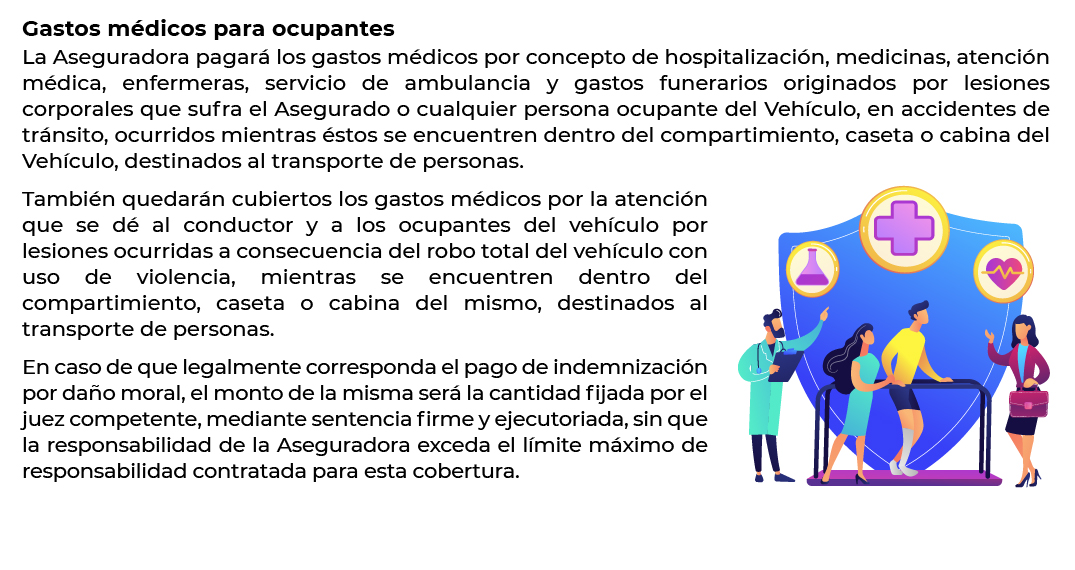 Gastos médicos para ocupantes
La Aseguradora pagará los gastos médicos por concepto de hospitalización, medicinas, atención
médica, enfermeras, servicio de ambulancia y gastos funerarios originados por lesiones
corporales que sufra el Asegurado o cualquier persona ocupante del Vehículo, en accidentes de
tránsito, ocurridos mientras éstos se encuentren dentro del compartimiento, caseta o cabina del
Vehículo, destinados al transporte de personas.
También quedarán cubiertos los gastos médicos por la atención
que se dé al conductor y a los ocupantes del vehículo por
lesiones ocurridas a consecuencia del robo total del vehículo con
uso de violencia, mientras se encuentren dentro del
compartimiento, caseta o cabina del mismo, destinados al
transporte de personas.
En caso de que legalmente corresponda el pago de indemnización
por daño moral, el monto de la misma será la cantidad fijada por el
juez competente, mediante sentencia firme y ejecutoriada, sin que
la responsabilidad de la Aseguradora exceda el límite máximo de
responsabilidad contratada para esta cobertura.